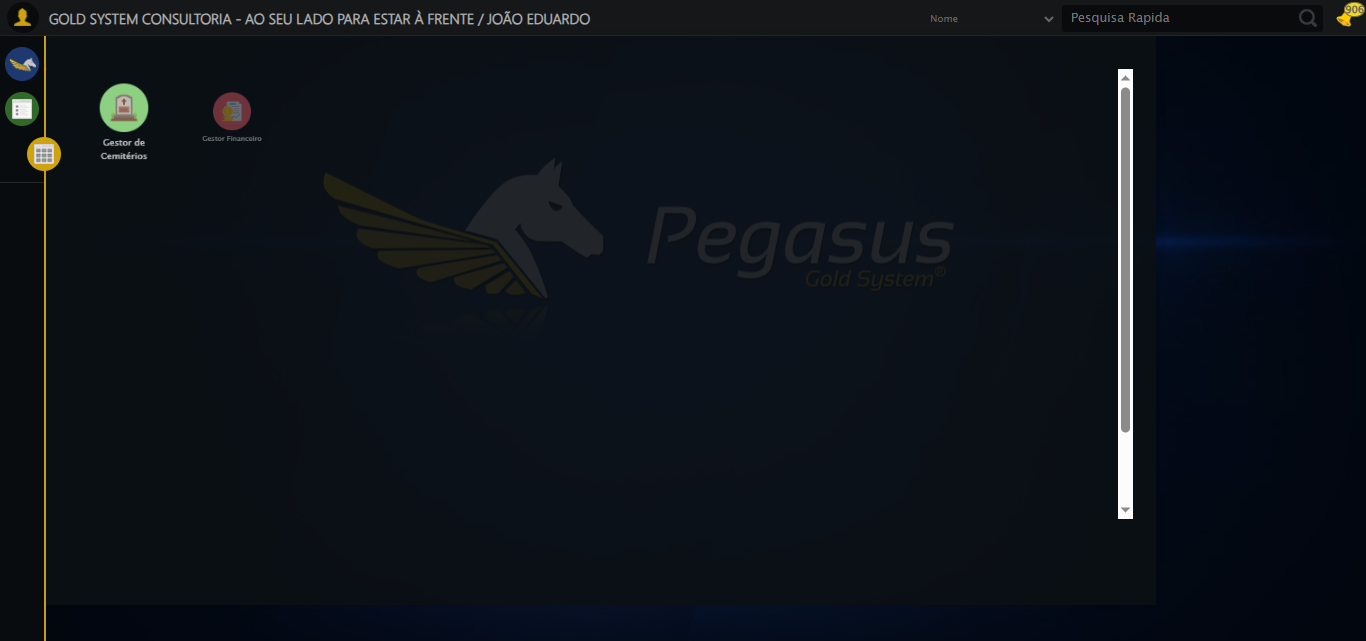 GOLD SYSTEM CONSULTORIA - AO SEU LADO PARA ESTAR À FRENTE / JOÃO EDUARDO
Nome
Pesquisa Rapida
906
Gestor de
Cemitérios
Gestor Financeiro
Pegasus
Gold System®